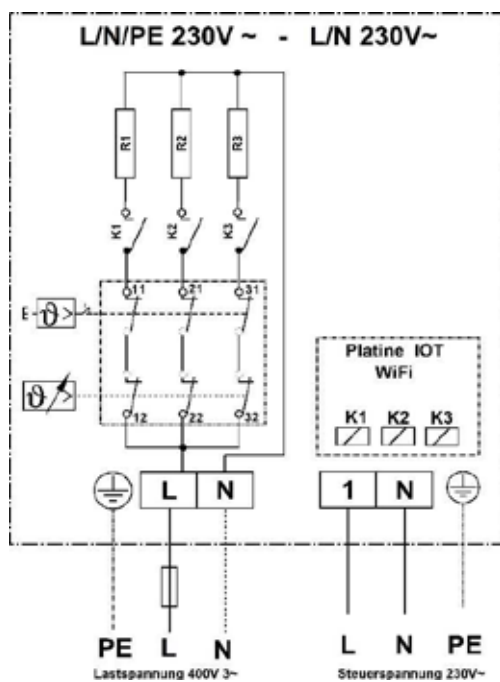 L/N/PE 230V ~ - L/N 230V~
R1 R2 R3
K1 K2 K3
11 21 31
E ϑ >
ϑ >
12 22 32
Platine IOT
WiFi
K1 K2 K3
L N 1 N
PE L N L N PE
Lastspannung 400V 3~ Steuerspannung 230V~